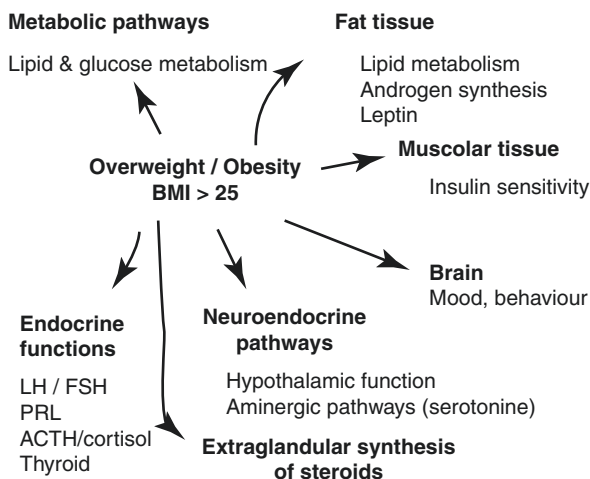 Metabolic pathways
Lipid & glucose metabolism
Fat tissue
Lipid metabolism
Androgen synthesis
Leptin
Overweight / Obesity
BMI > 25
Muscolar tissue
Insulin sensitivity
Brain
Mood, behaviour
Endocrine
functions
LH / FSH
PRL
ACTH/cortisol
Thyroid
Neuroendocrine
pathways
Hypothalamic function
Aminergic pathways (serotonine)
Extraglandular synthesis
of steroids